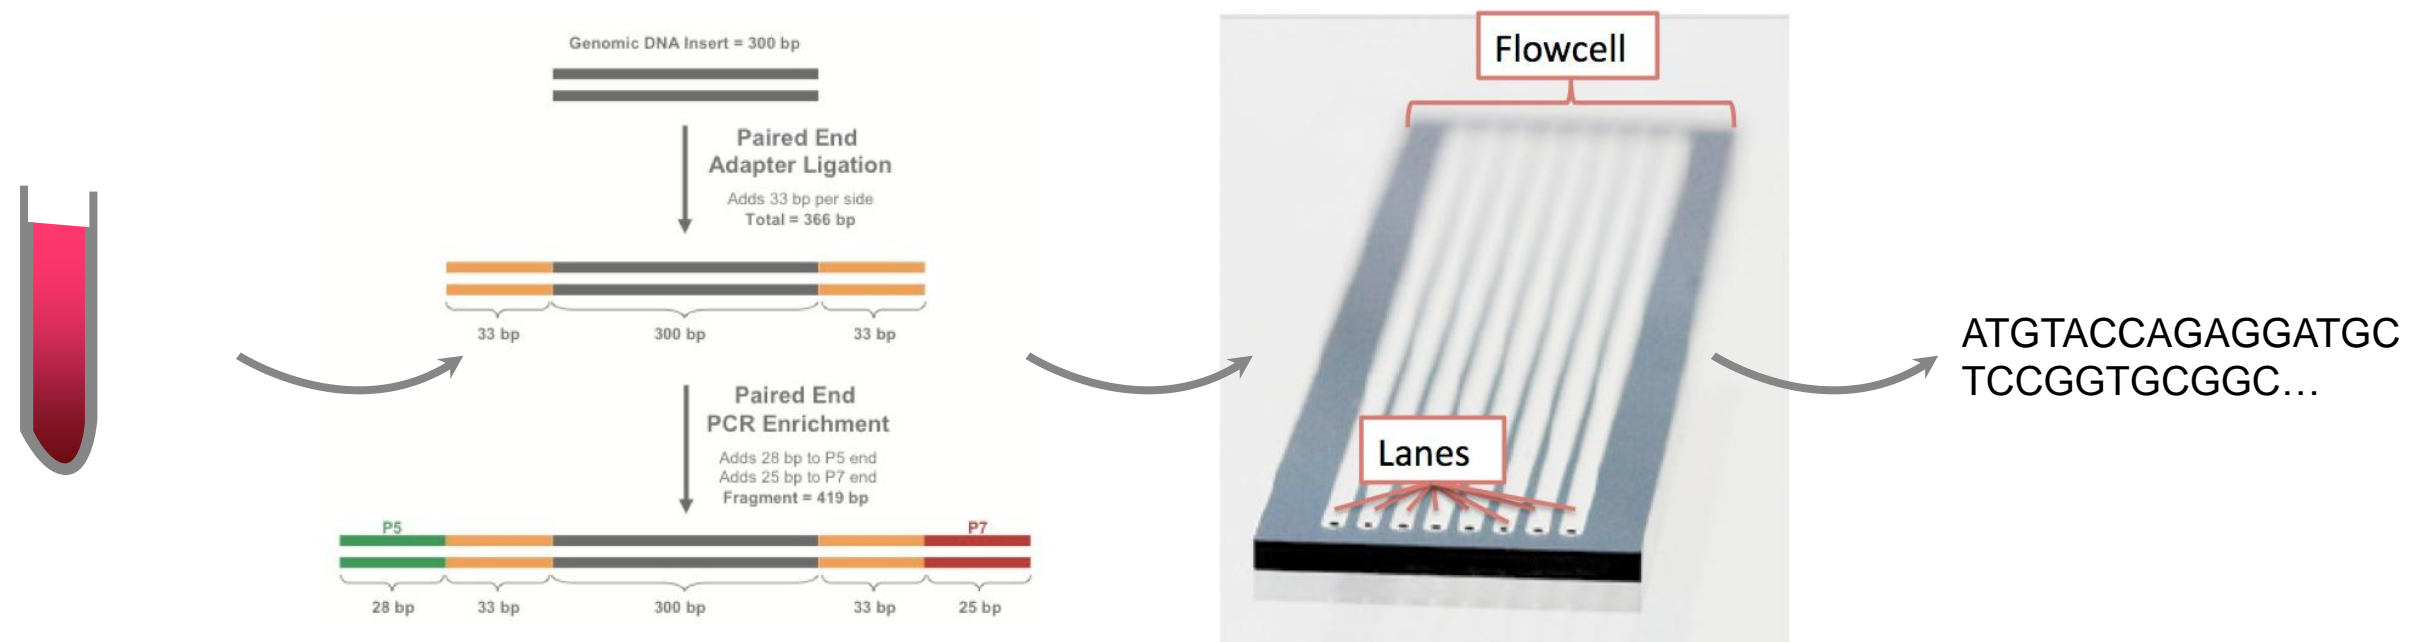 Genomic DNA Insert = 300 bp
Paired End
Adapter Ligation
Adds 33 bp per side
Total = 366 bp
33 bp
300 bp
33 bp
Paired End
PCR Enrichment
Adds 28 bp to P5 end
Adds 25 bp to P7 end
Fragment = 419 bp
P5
P7
28 bp
33 bp
300 bp
33 bp
25 bp
Flowcell
Lanes
ATGTACCAGAGGATGC
TCCGGTGCGGC…